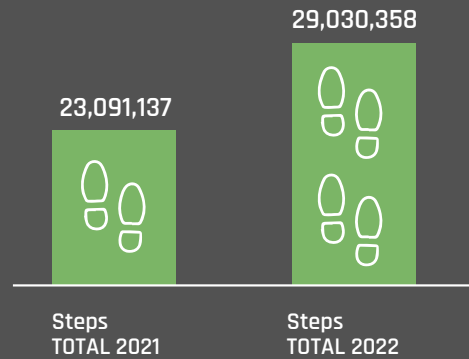 29,030,358
23,091,137
Steps
TOTAL 2021
Steps
TOTAL 2022